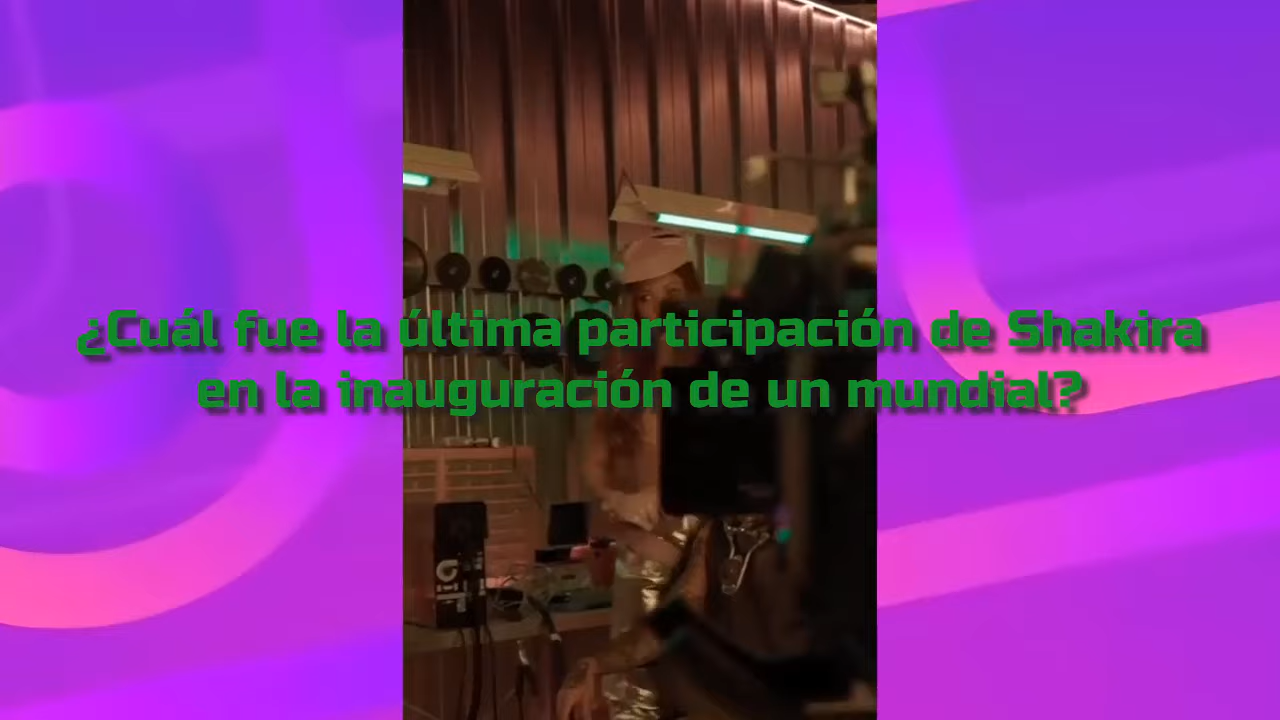 ¿Cuál fue la última participación de Shakira
en la inauguración de un mundial?